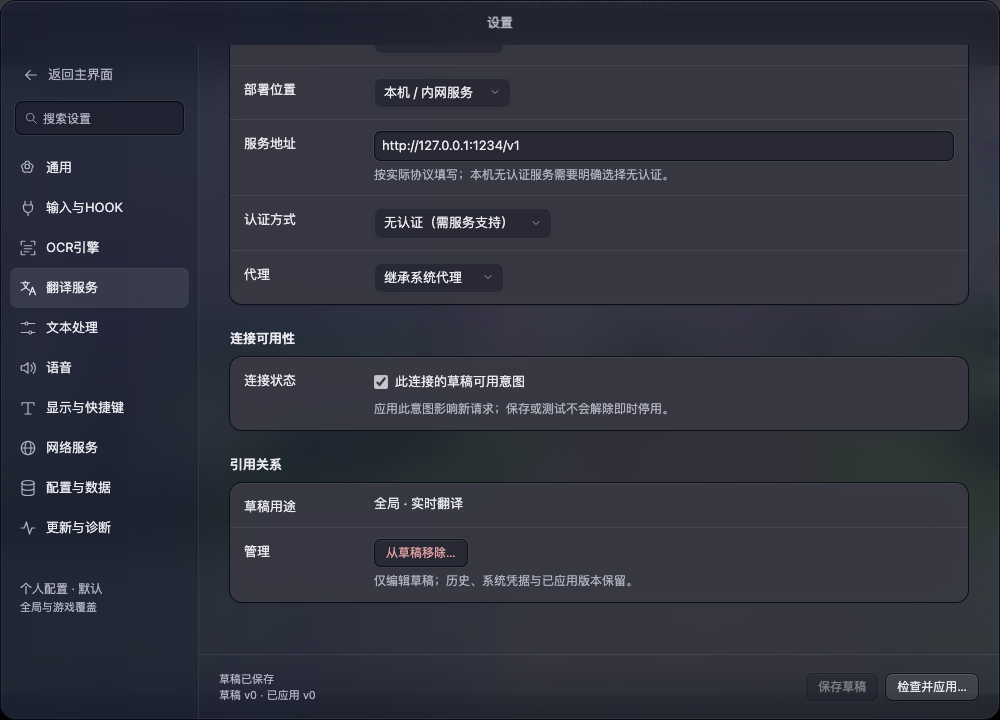 设置
返回主界面
搜索设置
通用
输入与HOOK
OCR引擎
翻译服务
文本处理
语音
显示与快捷键
网络服务
配置与数据
更新与诊断
个人配置 · 默认
全局与游戏覆盖
部署位置
本机 / 内网服务
服务地址
http://127.0.0.1:1234/v1
按实际协议填写；本机无认证服务需要明确选择无认证。
认证方式
无认证（需服务支持）
代理
继承系统代理
连接可用性
连接状态
此连接的草稿可用意图
应用此意图影响新请求；保存或测试不会解除即时停用。
引用关系
草稿用途
全局 · 实时翻译
管理
从草稿移除...
仅编辑草稿；历史、系统凭据与已应用版本保留。
草稿已保存
草稿 v0 · 已应用 v0
保存草稿
检查并应用...